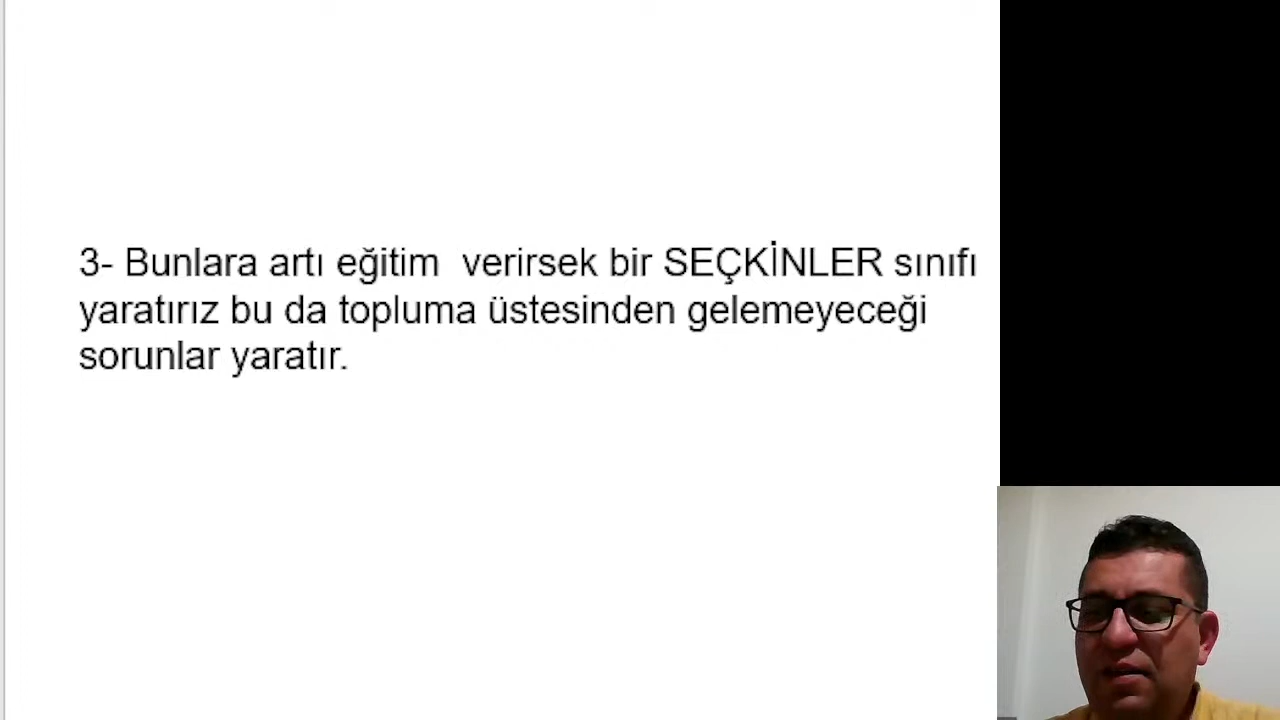 3- Bunlara artı eğitim  verirsek bir SEÇKİNLER sınıfı
yaratırız bu da topluma üstesinden gelemeyeceği
sorunlar yaratır.